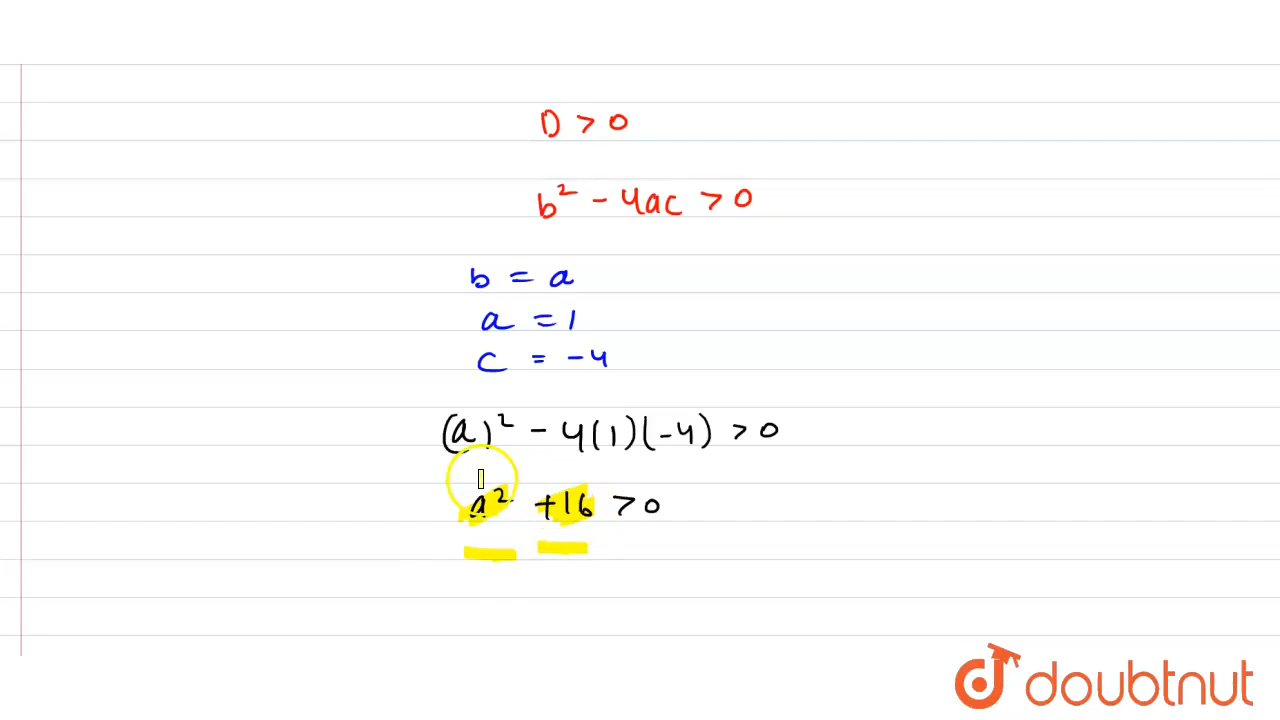 D > 0
b² - 4ac > 0
b = a
a = 1
c = -4
(a)² - 4(1)(-4) > 0
a² +16 > 0
doubtnut